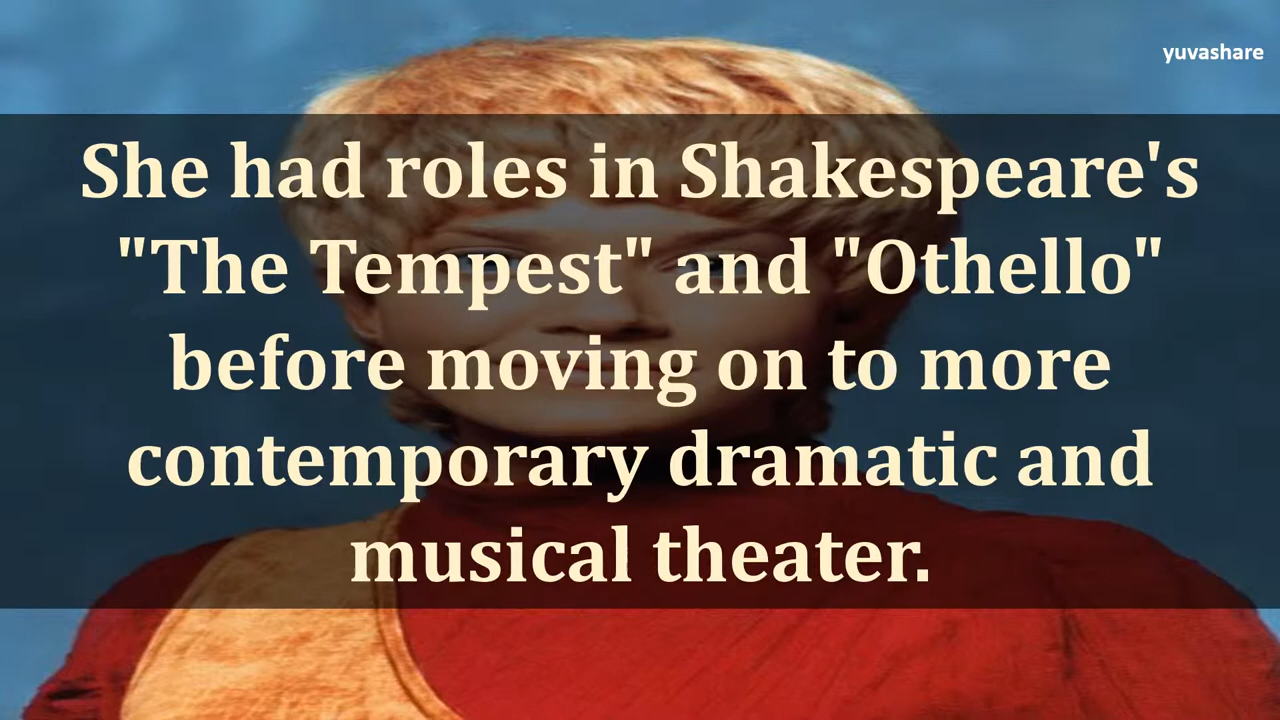 yuvashare
She had roles in Shakespeare's
"The Tempest" and "Othello"
before moving on to more
contemporary dramatic and
musical theater.